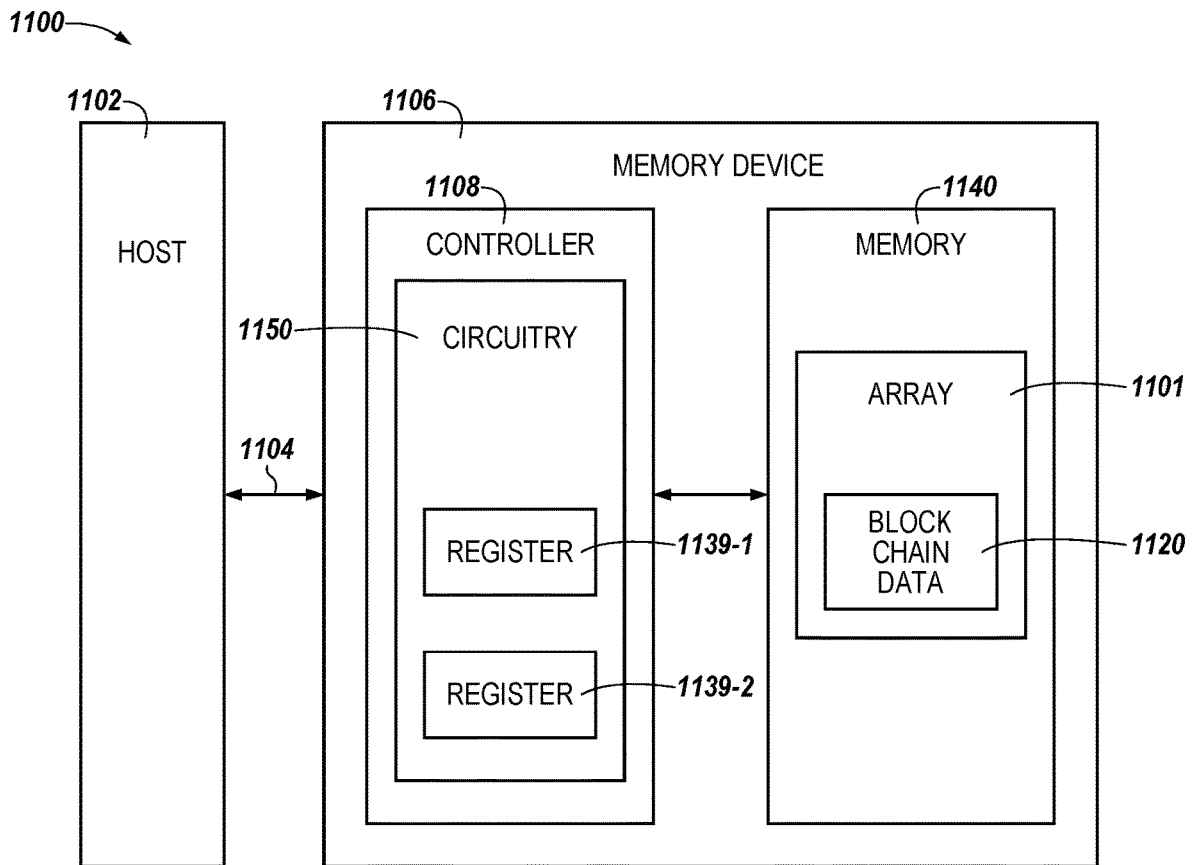 1100
1102
1106
MEMORY DEVICE
1108
1140
HOST
CONTROLLER
MEMORY
1150
CIRCUITRY
ARRAY
1101
1104
REGISTER
1139-1
BLOCK
CHAIN
DATA
1120
REGISTER
1139-2